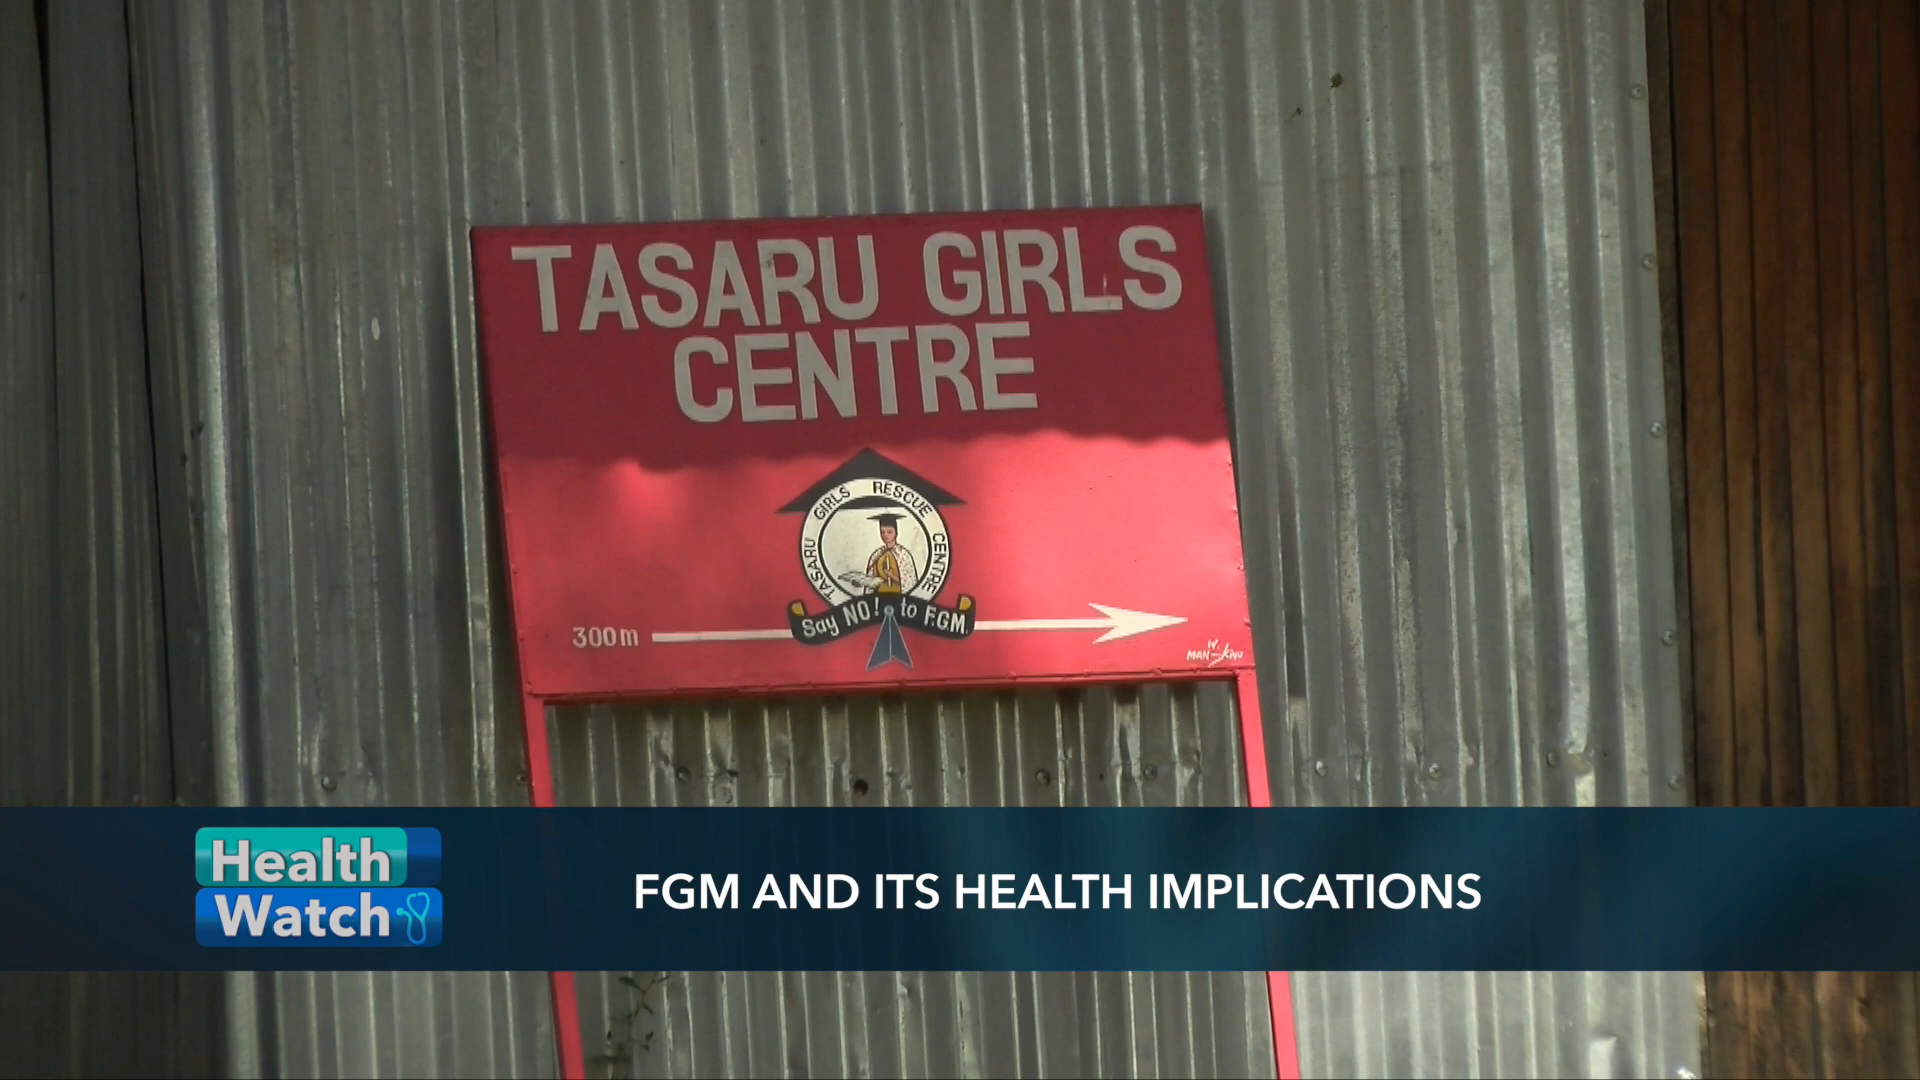 TASARU GIRLS
CENTRE
TASARU GIRLS RESCUE CENTRE
Say NO! to F.G.M.
300m
W.
Health
Watch
FGM AND ITS HEALTH IMPLICATIONS